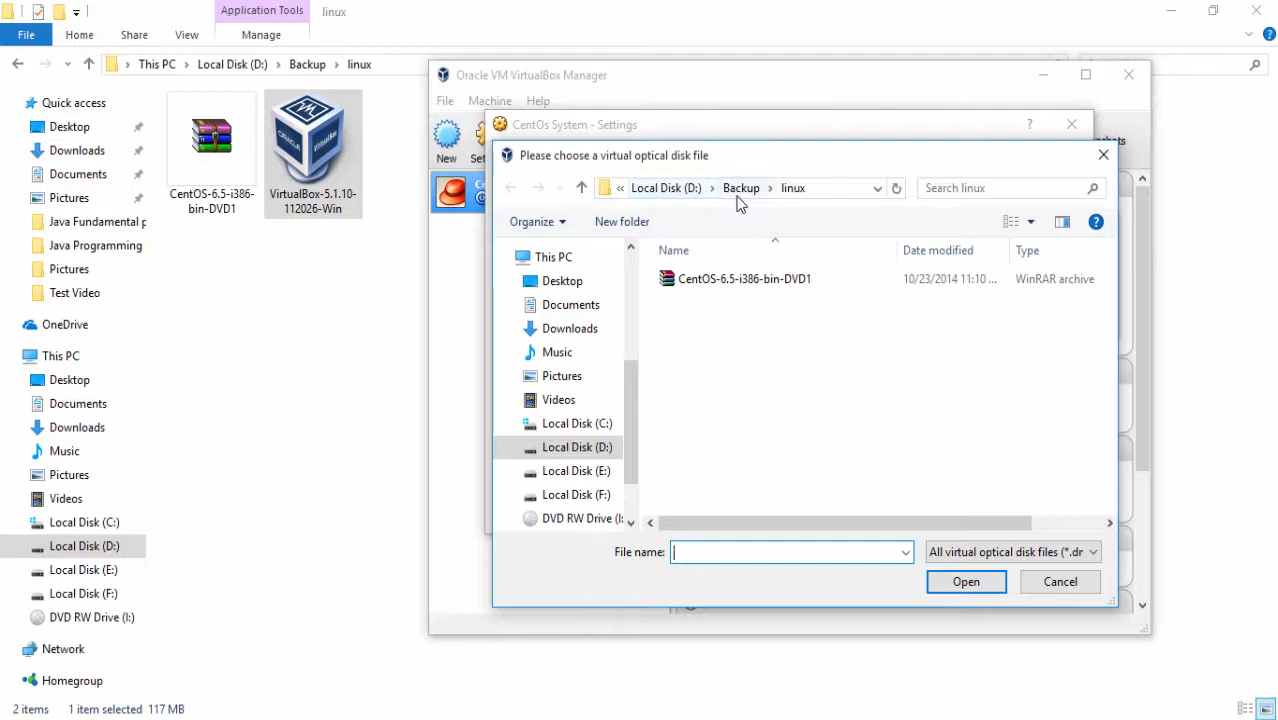 Application Tools
linux
File
Home
Share
View
Manage
This PC
Local Disk (D:)
Backup
linux
Quick access
Desktop
Downloads
Documents
Pictures
Java Fundamental p
Java Programming
Pictures
Test Video
OneDrive
This PC
Desktop
Documents
Downloads
Music
Pictures
Videos
Local Disk (C:)
Local Disk (D:)
Local Disk (E:)
Local Disk (F:)
DVD RW Drive (I:)
Network
Homegroup
2 items
1 item selected 117 MB
CentOS-6.5-i386-
bin-DVD1
VirtualBox-5.1.10-
112026-Win
Oracle VM VirtualBox Manager
File
Machine
Help
New
CentOs System - Settings
?
Please choose a virtual optical disk file
«
Local Disk (D:)
Backup
linux
Search linux
Organize
New folder
This PC
Desktop
Documents
Downloads
Music
Pictures
Videos
Local Disk (C:)
Local Disk (D:)
Local Disk (E:)
Local Disk (F:)
DVD RW Drive (I:
Name
Date modified
Type
CentOS-6.5-i386-bin-DVD1
10/23/2014 11:10 ...
WinRAR archive
File name:
All virtual optical disk files (*.dr
Open
Cancel